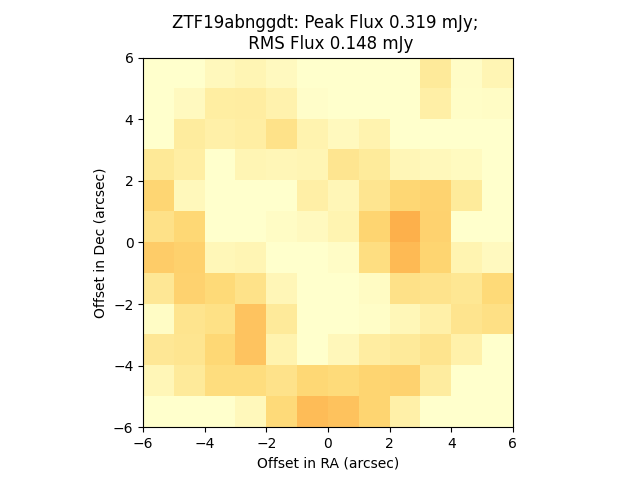 ZTF19abnggdt: Peak Flux 0.319 mJy;
RMS Flux 0.148 mJy
6
4
2
0
−2
−4
−6
Offset in Dec (arcsec)
−6 −4 −2 0 2 4 6
Offset in RA (arcsec)